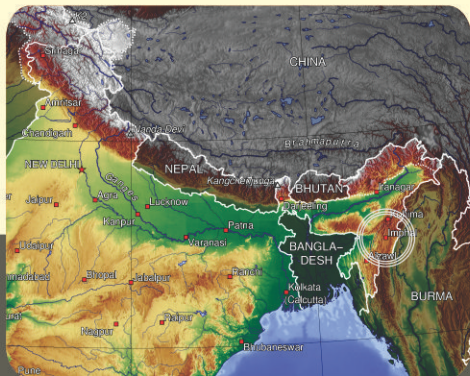 CHINA
Srinagar
Amritsar
Chandigarh
Nanda Devi
Brahmaputra
NEW DELHI
NEPAL
Kangchenjunga
BHUTAN
Itanagar
Ganges
Darjeeling
Agra
Lucknow
Jaipur
Kanpur
Kohima
Imphal
Patna
Varanasi
BANGLA-
DESH
Aizawl
Udaipur
Bhopal
Jabalpur
Ranchi
Kolkata
(Calcutta)
BURMA
Raipur
Nagpur
Bhubaneswar